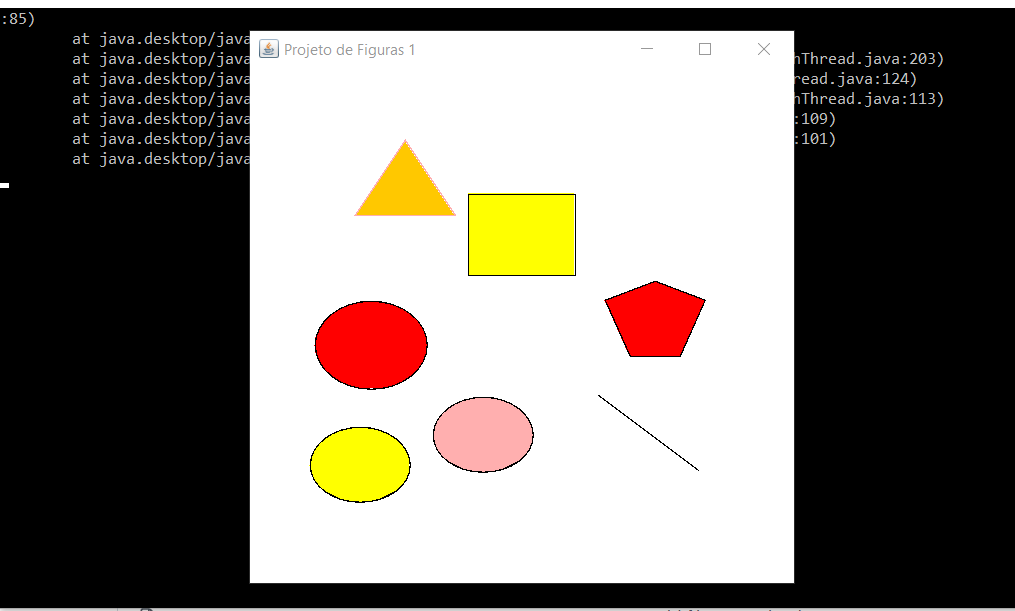 :85)
at java.desktop/java
Projeto de Figuras 1
at java.desktop/java hThread.java:203)
at java.desktop/java read.java:124)
at java.desktop/java hThread.java:113)
at java.desktop/java :109)
at java.desktop/java :101)
at java.desktop/java